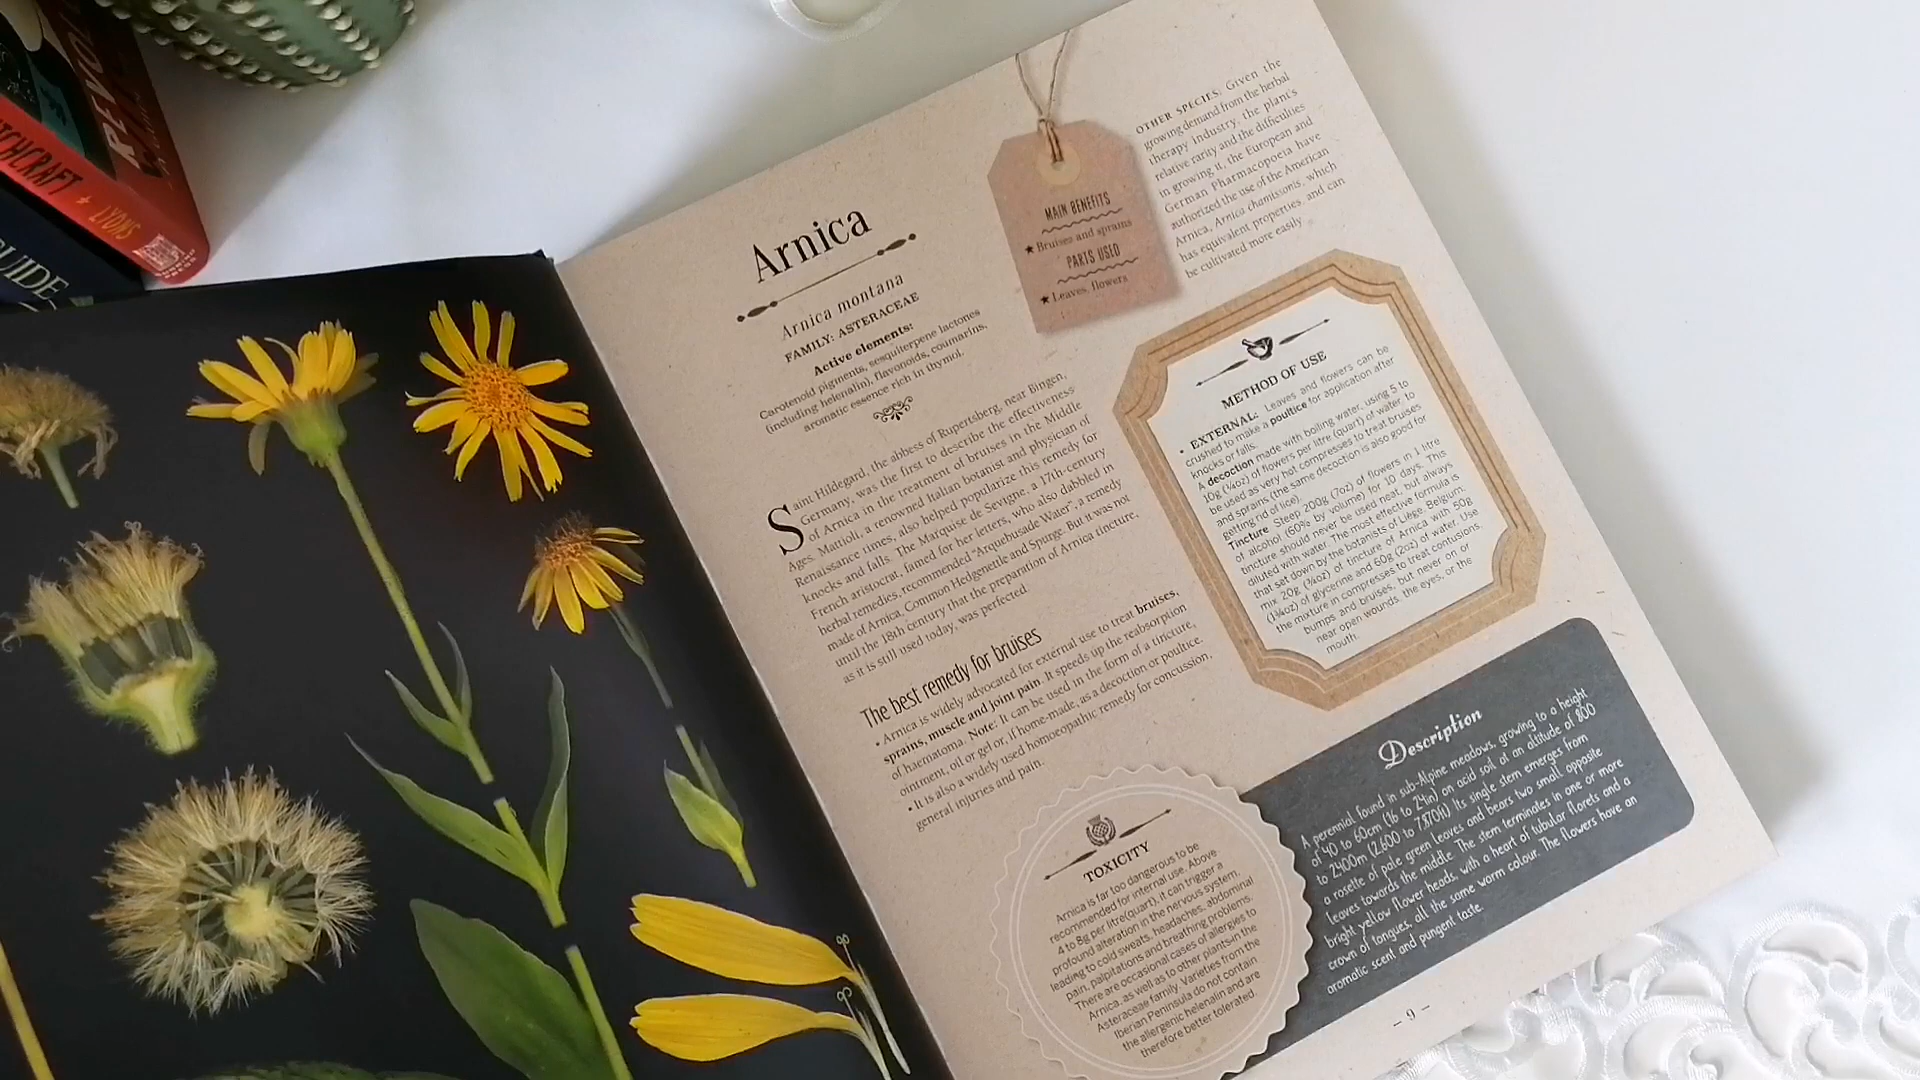 REVOL
TCHCRAFT ★ LYONS
GUIDE
Arnica
Arnica montana
FAMILY: ASTERACEAE
Active elements:
Carotenoid pigments, sesquiterpene lactones
(including helenalin), flavonoids, coumarins,
aromatic essence rich in thymol.
Saint Hildegard, the abbess of Rupertsberg, near Bingen,
Germany, was the first to describe the effectiveness
of Arnica in the treatment of bruises in the Middle
Ages. Mattioli, a renowned Italian botanist and physician of
Renaissance times, also helped popularize this remedy for
knocks and falls. The Marquise de Sévigné, a 17th-century
French aristocrat, famed for her letters, who also dabbled in
herbal remedies, recommended "Arquebusade Water", a remedy
made of Arnica, Common Hedgenettle and Spurge. But it was not
until the 18th century that the preparation of Arnica tincture,
as it is still used today, was perfected.
The best remedy for bruises
• Arnica is widely advocated for external use to treat bruises,
sprains, muscle and joint pain. It speeds up the reabsorption
of haematoma. Note: It can be used in the form of a tincture,
ointment, oil or gel or, if home-made, as a decoction or poultice.
• It is also a widely used homoeopathic remedy for concussion,
general injuries and pain.
MAIN BENEFITS
★ Bruises and sprains
PARTS USED
★ Leaves, flowers
OTHER SPECIES: Given the
growing demand from the herbal
therapy industry, the plant's
relative rarity and the difficulties
in growing it, the European and
German Pharmacopoeia have
authorized the use of the American
Arnica, Arnica chamissonis, which
has equivalent properties, and can
be cultivated more easily
METHOD OF USE
• EXTERNAL: Leaves and flowers can be
crushed to make a poultice for application after
knocks or falls.
A decoction made with boiling water, using 5 to
10g (¼oz) of flowers per litre (quart) of water to
be used as very hot compresses to treat bruises
and sprains (the same decoction is also good for
getting rid of lice).
Tincture Steep 200g (7oz) of flowers in 1 litre
of alcohol (60% by volume) for 10 days. This
tincture should never be used neat, but always
diluted with water. The most effective formula is
that set down by the botanists of Liège, Belgium:
mix 20g (¾oz) of tincture of Arnica with 50g
(1¾oz) of glycerine and 60g (2oz) of water. Use
the mixture in compresses to treat contusions,
bumps and bruises, but never on or
near open wounds, the eyes, or the
mouth.
TOXICITY
Arnica is far too dangerous to be
recommended for internal use. Above
4 to 8g per litre(quart), it can trigger a
profound alteration in the nervous system,
leading to cold sweats, headaches, abdominal
pain, palpitations and breathing problems.
There are occasional cases of allergies to
Arnica, as well as to other plants in the
Asteraceae family. Varieties from the
Iberian Peninsula do not contain
the allergenic helenalin and are
therefore better tolerated.
Description
A perennial found in sub-Alpine meadows, growing to a height
of 40 to 60cm (16 to 24in) on acid soil at an altitude of 800
to 2400m (2,600 to 7,870ft). Its single stem emerges from
a rosette of pale green leaves and bears two small, opposite
leaves towards the middle. The stem terminates in one or more
bright yellow flower heads, with a heart of tubular florets and a
crown of tongues, all the same warm colour. The flowers have an
aromatic scent and pungent taste.
– 9 –